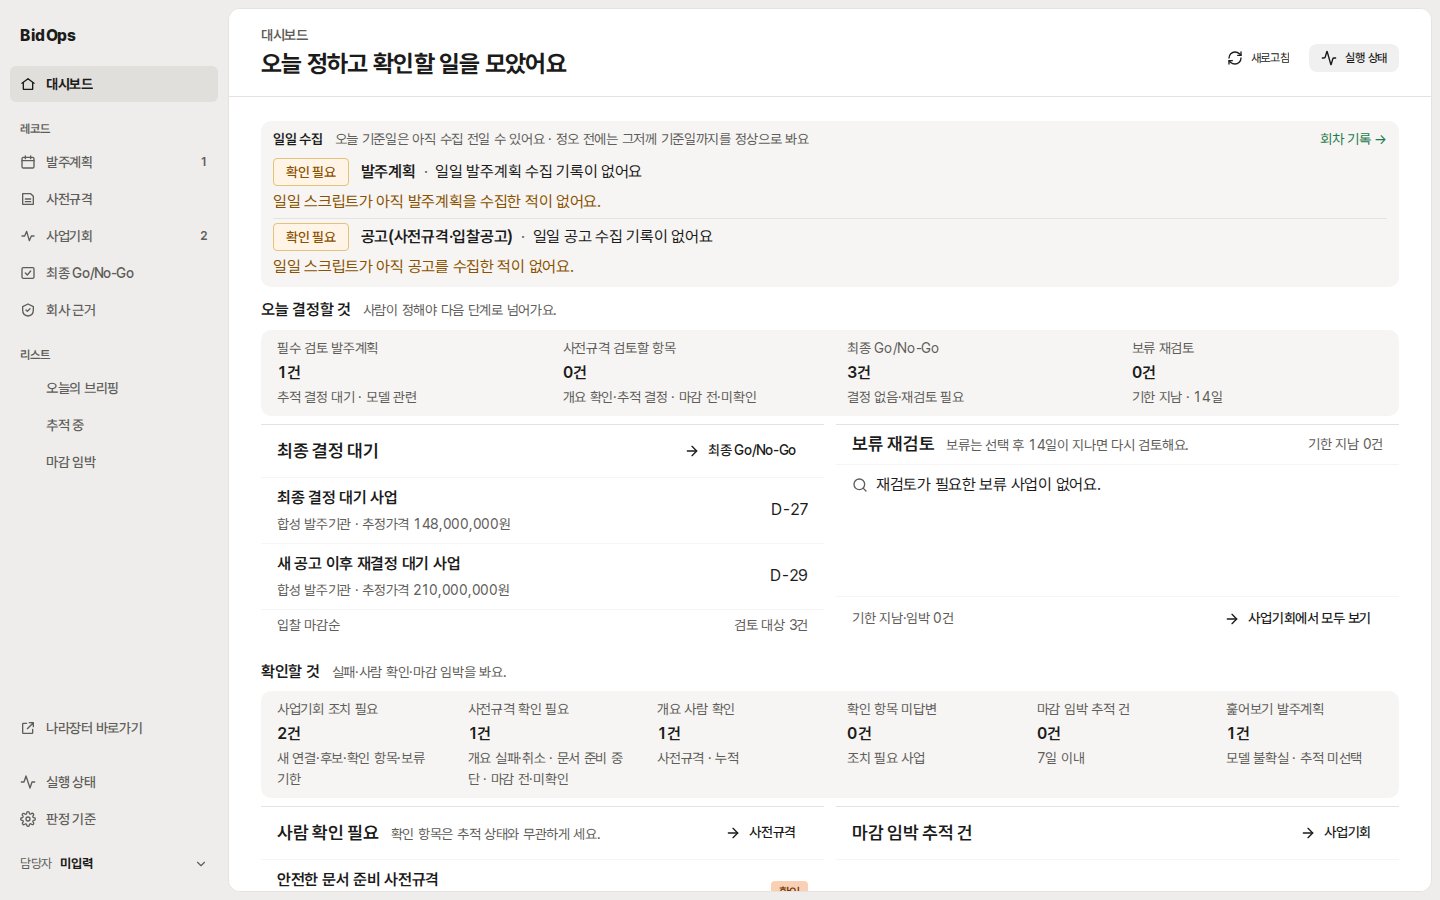 BidOps
대시보드
레코드
발주계획 1
사전규격
사업기회 2
최종 Go/No-Go
회사 근거
리스트
오늘의 브리핑
추적 중
마감 임박
나라장터 바로가기
실행 상태
판정 기준
담당자 미입력
대시보드
오늘 정하고 확인할 일을 모았어요
새로고침
실행 상태
일일 수집 오늘 기준일은 아직 수집 전일 수 있어요 · 정오 전에는 그저께 기준일까지를 정상으로 봐요
회차 기록 →
확인 필요 발주계획 · 일일 발주계획 수집 기록이 없어요
일일 스크립트가 아직 발주계획을 수집한 적이 없어요.
확인 필요 공고(사전규격·입찰공고) · 일일 공고 수집 기록이 없어요
일일 스크립트가 아직 공고를 수집한 적이 없어요.
오늘 결정할 것 사람이 정해야 다음 단계로 넘어가요.
필수 검토 발주계획
1건
추적 결정 대기 · 모델 관련
사전규격 검토할 항목
0건
개요 확인·추적 결정 · 마감 전·미확인
최종 Go/No-Go
3건
결정 없음·재검토 필요
보류 재검토
0건
기한 지남 · 14일
최종 결정 대기
→ 최종 Go/No-Go
최종 결정 대기 사업
합성 발주기관 · 추정가격 148,000,000원
D-27
새 공고 이후 재결정 대기 사업
합성 발주기관 · 추정가격 210,000,000원
D-29
입찰 마감순
검토 대상 3건
보류 재검토 보류는 선택 후 14일이 지나면 다시 검토해요.
기한 지남 0건
재검토가 필요한 보류 사업이 없어요.
기한 지남·임박 0건
→ 사업기회에서 모두 보기
확인할 것 실패·사람 확인·마감 임박을 봐요.
사업기회 조치 필요
2건
새 연결·후보·확인 항목·보류
기한
사전규격 확인 필요
1건
개요 실패·취소 · 문서 준비 중
단 · 마감 전·미확인
개요 사람 확인
1건
사전규격 · 누적
확인 항목 미답변
0건
조치 필요 사업
마감 임박 추적 건
0건
7일 이내
훑어보기 발주계획
1건
모델 불확실 · 추적 미선택
사람 확인 필요 확인 항목은 추적 상태와 무관하게 세요.
→ 사전규격
안전한 문서 준비 사전규격
마감 임박 추적 건
→ 사업기회